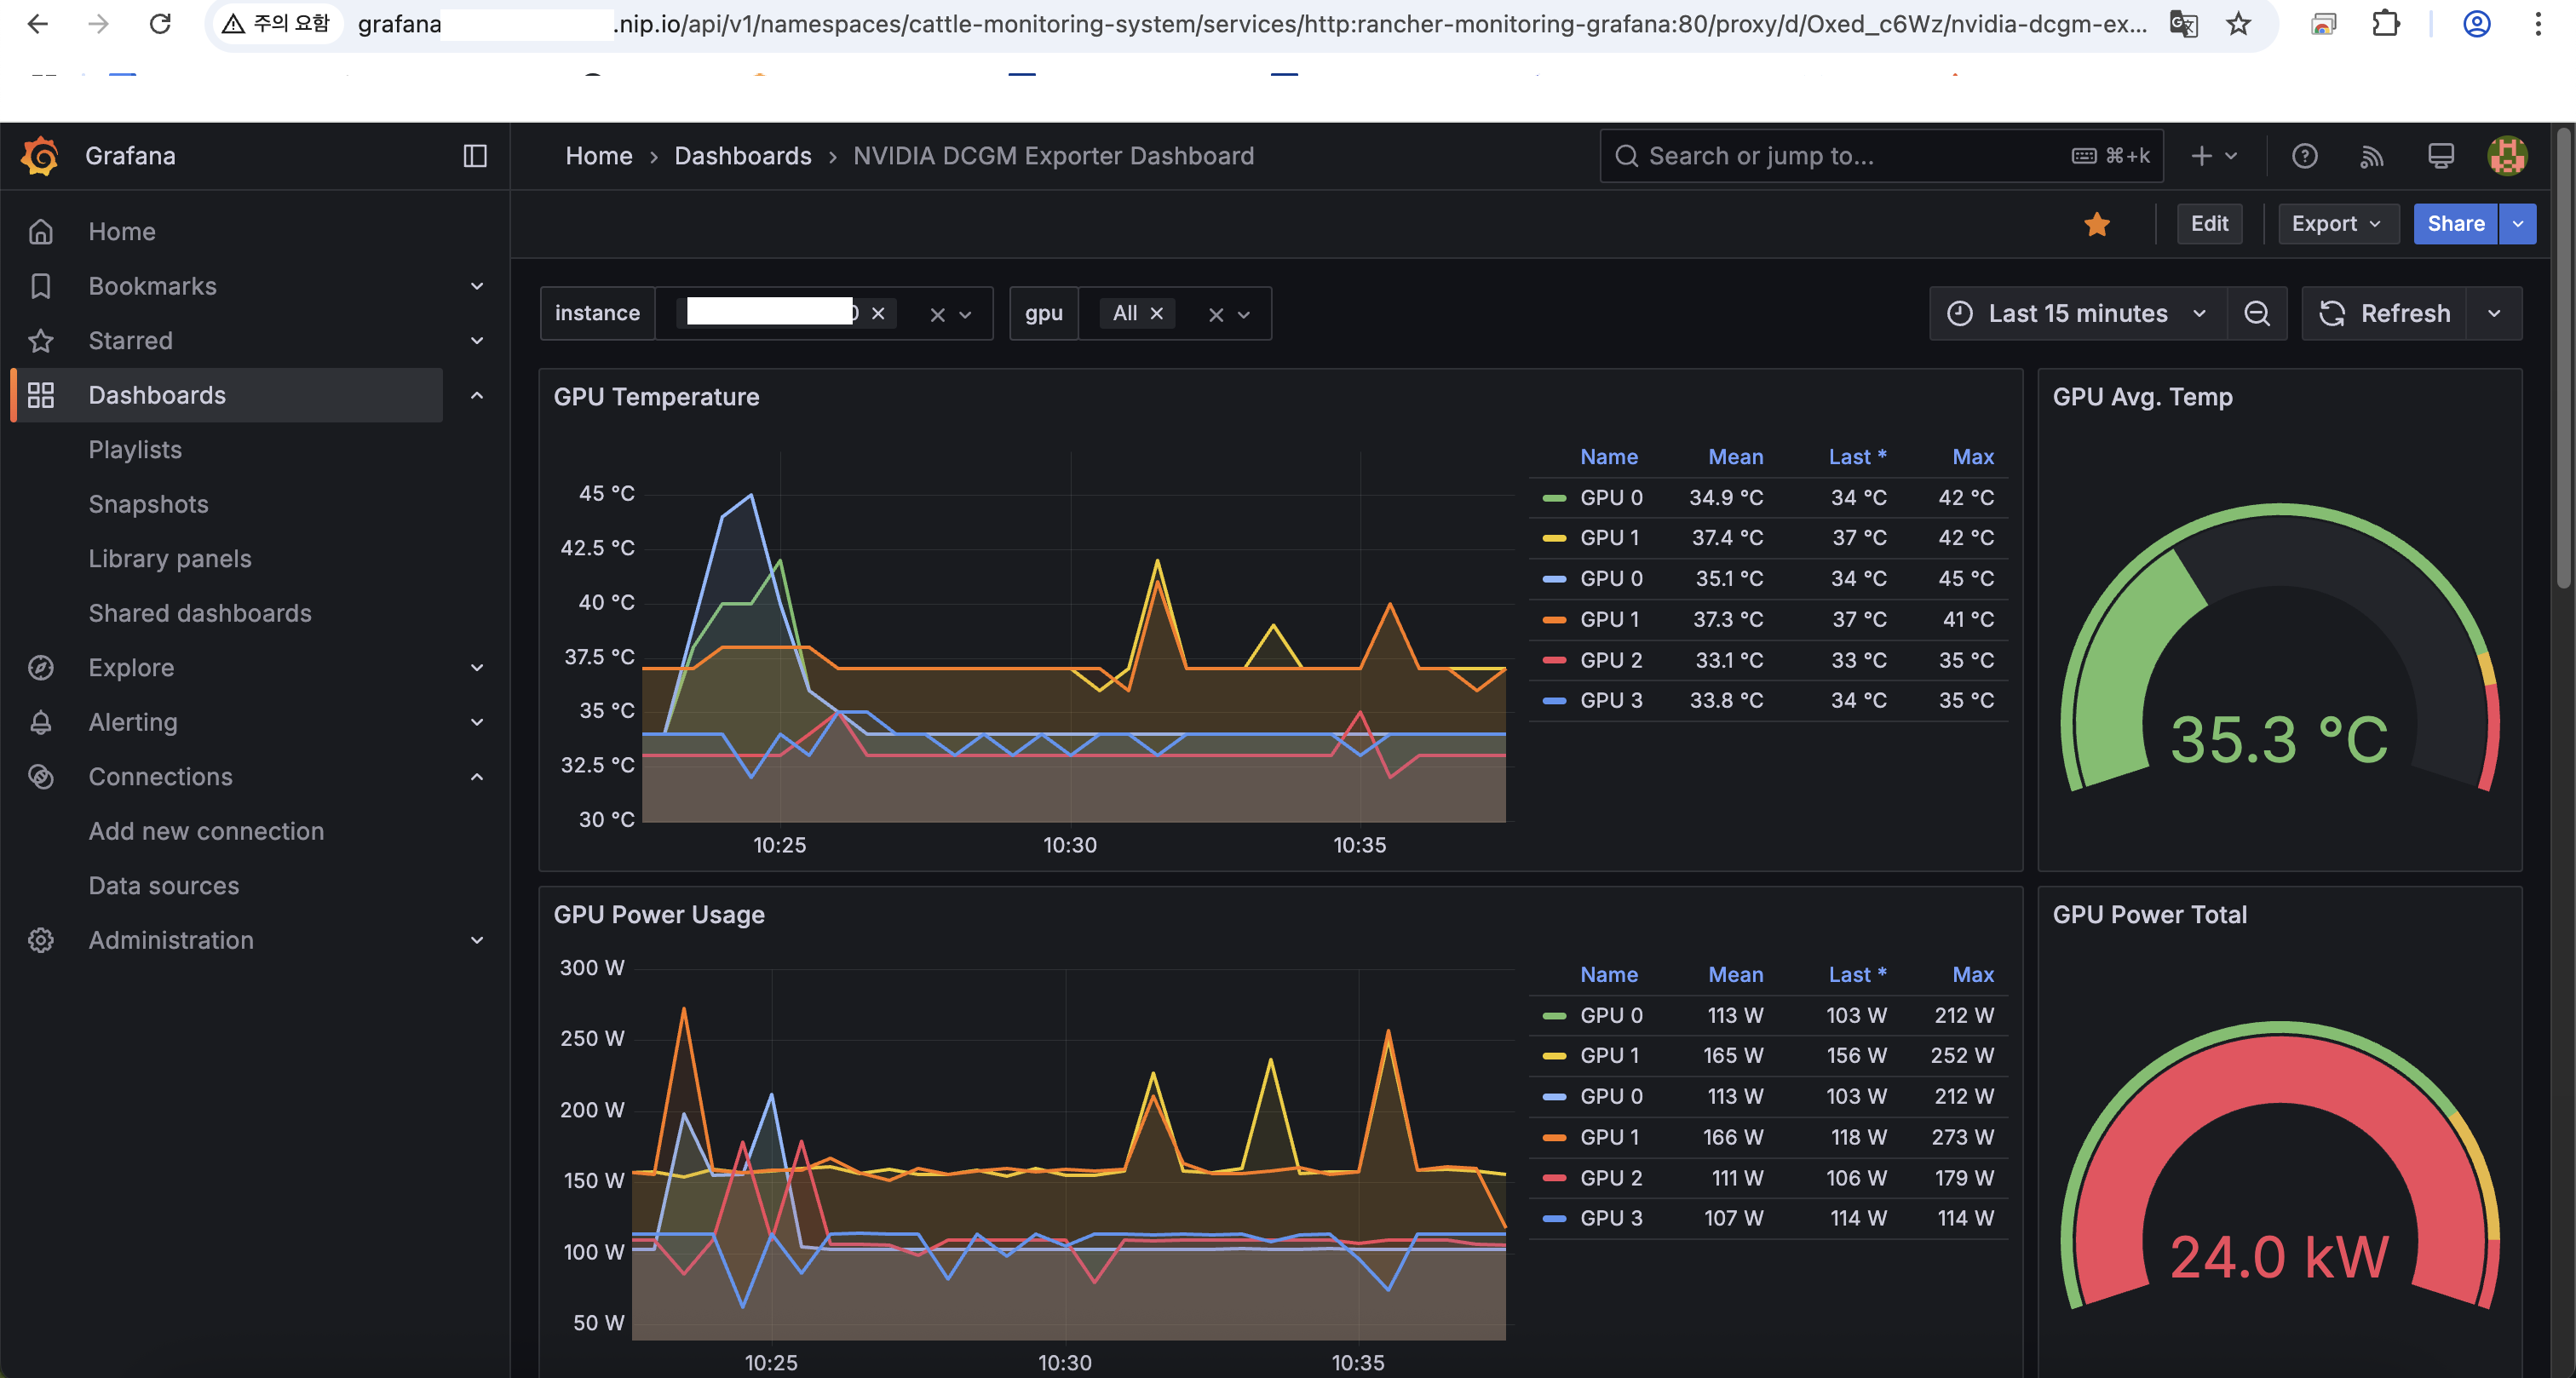 주의 요함
grafana
.nip.io/api/v1/namespaces/cattle-monitoring-system/services/http:rancher-monitoring-grafana:80/proxy/d/Oxed_c6Wz/nvidia-dcgm-ex...
Grafana
Home › Dashboards › NVIDIA DCGM Exporter Dashboard
Search or jump to...
⌘+k
Edit
Export
Share
Home
Bookmarks
Starred
Dashboards
Playlists
Snapshots
Library panels
Shared dashboards
Explore
Alerting
Connections
Add new connection
Data sources
Administration
instance
gpu
All
Last 15 minutes
Refresh
GPU Temperature
45 °C
42.5 °C
40 °C
37.5 °C
35 °C
32.5 °C
30 °C
10:25 10:30 10:35
Name Mean Last * Max
GPU 0 34.9 °C 34 °C 42 °C
GPU 1 37.4 °C 37 °C 42 °C
GPU 0 35.1 °C 34 °C 45 °C
GPU 1 37.3 °C 37 °C 41 °C
GPU 2 33.1 °C 33 °C 35 °C
GPU 3 33.8 °C 34 °C 35 °C
GPU Avg. Temp
35.3 °C
GPU Power Usage
300 W
250 W
200 W
150 W
100 W
50 W
10:25 10:30 10:35
Name Mean Last * Max
GPU 0 113 W 103 W 212 W
GPU 1 165 W 156 W 252 W
GPU 0 113 W 103 W 212 W
GPU 1 166 W 118 W 273 W
GPU 2 111 W 106 W 179 W
GPU 3 107 W 114 W 114 W
GPU Power Total
24.0 kW